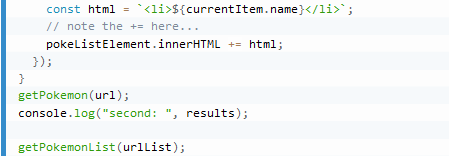 const html = `<li>${currentItem.name}</li>`;
// note the += here...
pokeListElement.innerHTML += html;
});
}
getPokemon(url);
console.log("second: ", results);
getPokemonList(urlList);